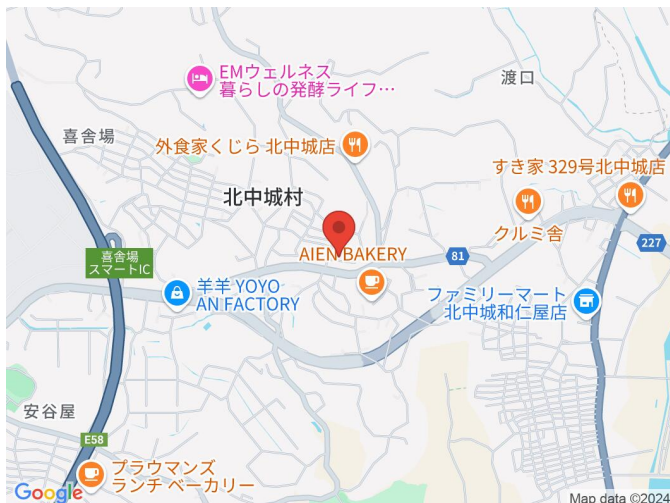 EMウェルネス
暮らしの発酵ライフ…
渡口
喜舎場
外食家くじら 北中城店
すき家 329号北中城店
北中城村
クルミ舎
AIEN BAKERY
81
227
喜舎場
スマートIC
羊羊 YOYO
AN FACTORY
ファミリーマート
北中城和仁屋店
安谷屋
E58
プラウマンズ
ランチ ベーカリー
Google
Map data ©2024